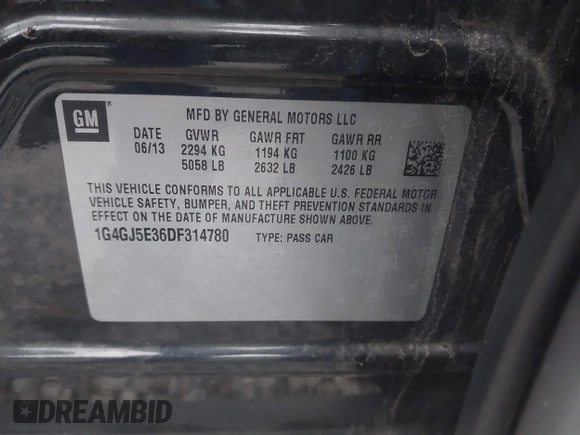 GM ® MFD BY GENERAL MOTORS LLC
DATE GVWR GAWR FRT GAWR RR
06/13 2294 KG 1194 KG 1100 KG
5058 LB 2632 LB 2426 LB
THIS VEHICLE CONFORMS TO ALL APPLICABLE U.S. FEDERAL MOTOR
VEHICLE SAFETY, BUMPER, AND THEFT PREVENTION STANDARDS IN
EFFECT ON THE DATE OF MANUFACTURE SHOWN ABOVE.
1G4GJ5E36DF314780 TYPE: PASS CAR
DREAMBID